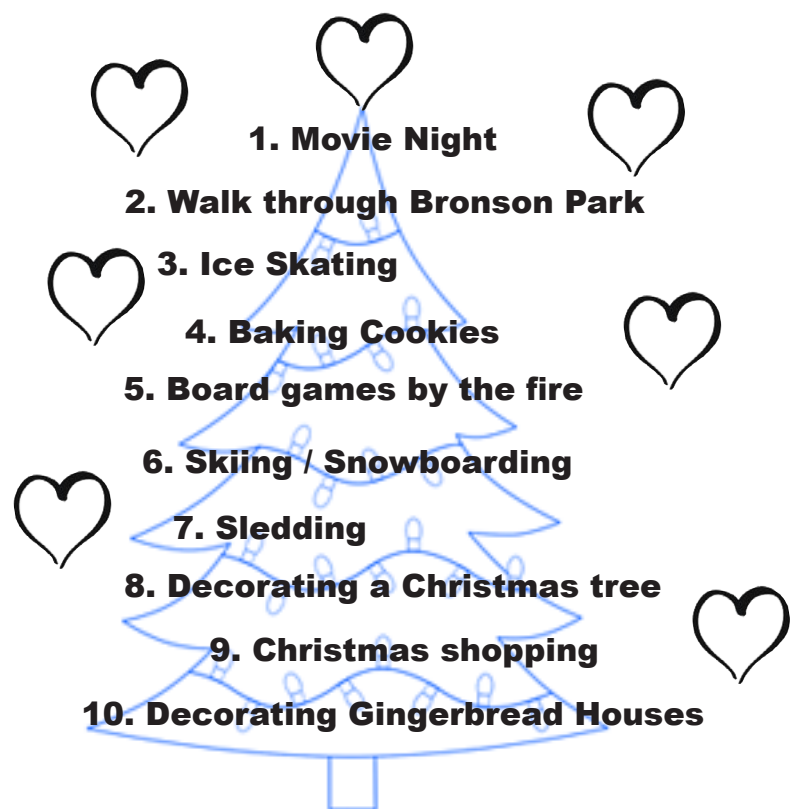 1. Movie Night
2. Walk through Bronson Park
3. Ice Skating
4. Baking Cookies
5. Board games by the fire
6. Skiing / Snowboarding
7. Sledding
8. Decorating a Christmas tree
9. Christmas shopping
10. Decorating Gingerbread Houses